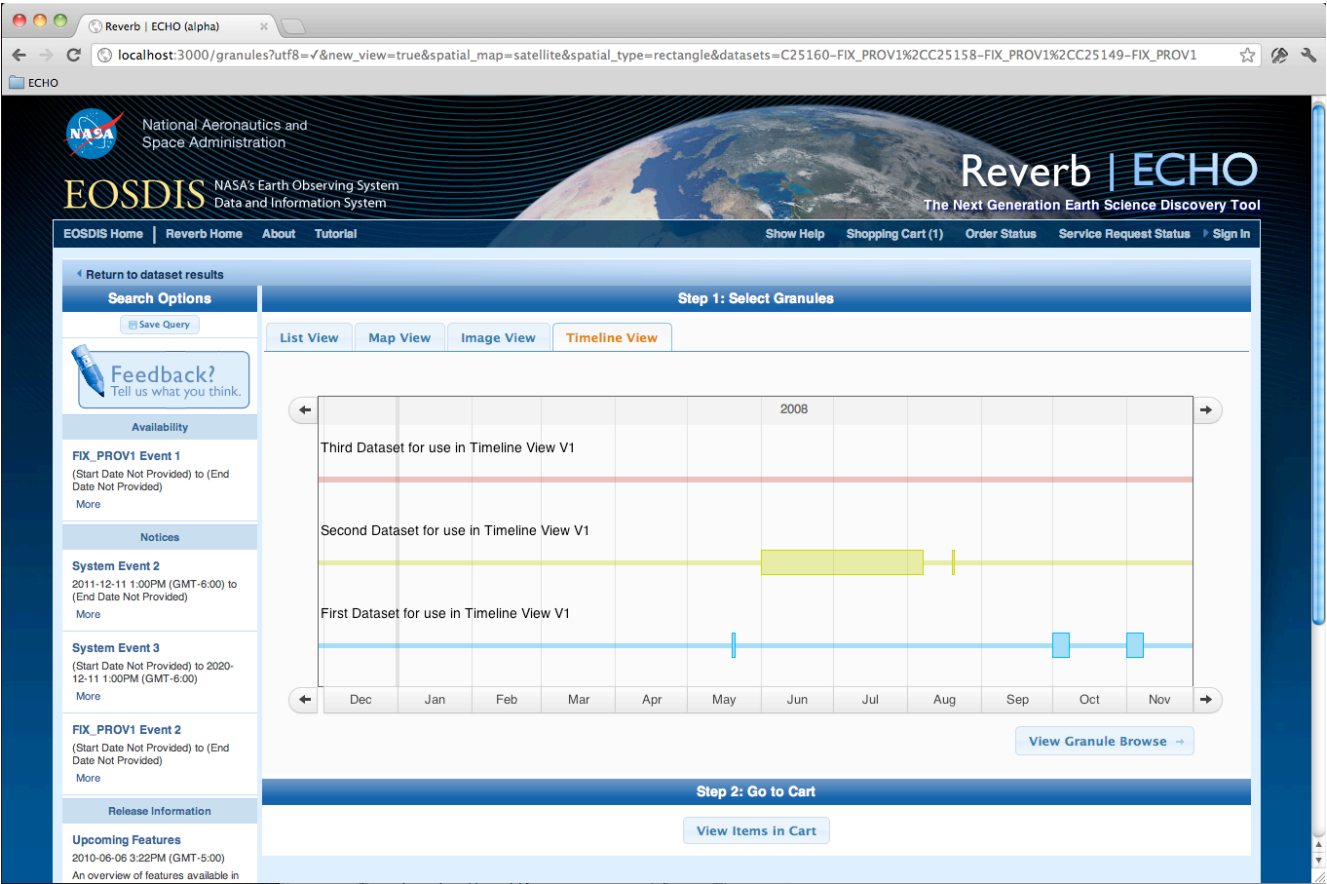 Reverb | ECHO (alpha)
localhost:3000/granules?utf8=✓&new_view=true&spatial_map=satellite&spatial_type=rectangle&datasets=C25160-FIX_PROV1%2CC25158-FIX_PROV1%2CC25149-FIX_PROV1
ECHO
NASA
National Aeronautics and
Space Administration
EOSDIS NASA's Earth Observing System
Data and Information System
Reverb | ECHO
The Next Generation Earth Science Discovery Tool
EOSDIS Home | Reverb Home About Tutorial Show Help Shopping Cart (1) Order Status Service Request Status Sign In
Return to dataset results
Search Options
Save Query
Feedback?
Tell us what you think.
Availability
FIX_PROV1 Event 1
(Start Date Not Provided) to (End
Date Not Provided)
More
Notices
System Event 2
2011-12-11 1:00PM (GMT-6:00) to
(End Date Not Provided)
More
System Event 3
(Start Date Not Provided) to 2020-
12-11 1:00PM (GMT-6:00)
More
FIX_PROV1 Event 2
(Start Date Not Provided) to (End
Date Not Provided)
More
Release Information
Upcoming Features
2010-06-06 3:22PM (GMT-5:00)
An overview of features available in
Step 1: Select Granules
List View Map View Image View Timeline View
2008
Third Dataset for use in Timeline View V1
Second Dataset for use in Timeline View V1
First Dataset for use in Timeline View V1
Dec Jan Feb Mar Apr May Jun Jul Aug Sep Oct Nov
View Granule Browse →
Step 2: Go to Cart
View Items in Cart